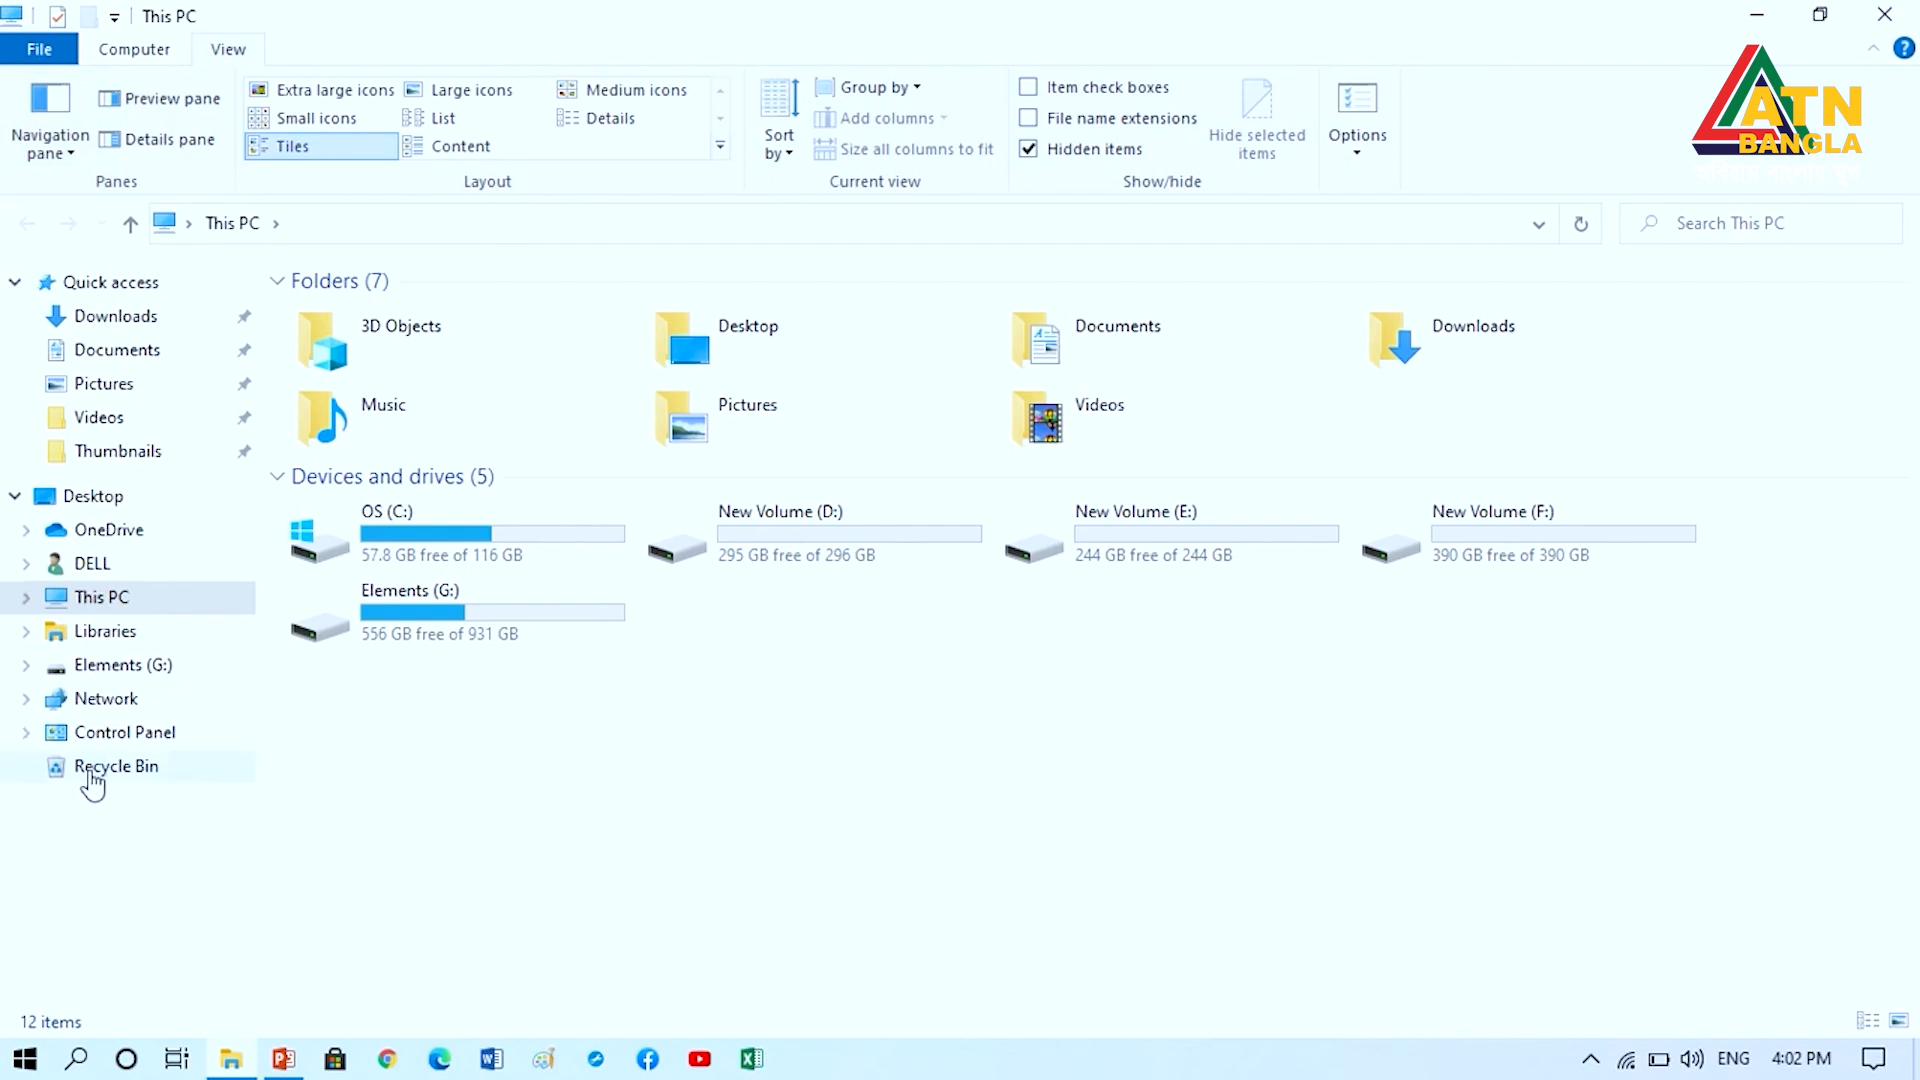 This PC
File Computer View
Navigation pane
Preview pane
Details pane
Panes
Extra large icons Large icons Medium icons
Small icons List Details
Tiles Content
Layout
Sort by
Group by
Add columns
Size all columns to fit
Current view
Item check boxes
File name extensions
Hidden items
Hide selected items
Show/hide
Options
ATN
BANGLA
This PC
Search This PC
Quick access
Downloads
Documents
Pictures
Videos
Thumbnails
Desktop
OneDrive
DELL
This PC
Libraries
Elements (G:)
Network
Control Panel
Recycle Bin
Folders (7)
3D Objects Desktop Documents Downloads
Music Pictures Videos
Devices and drives (5)
OS (C:) New Volume (D:) New Volume (E:) New Volume (F:)
57.8 GB free of 116 GB 295 GB free of 296 GB 244 GB free of 244 GB 390 GB free of 390 GB
Elements (G:)
556 GB free of 931 GB
12 items
ENG 4:02 PM